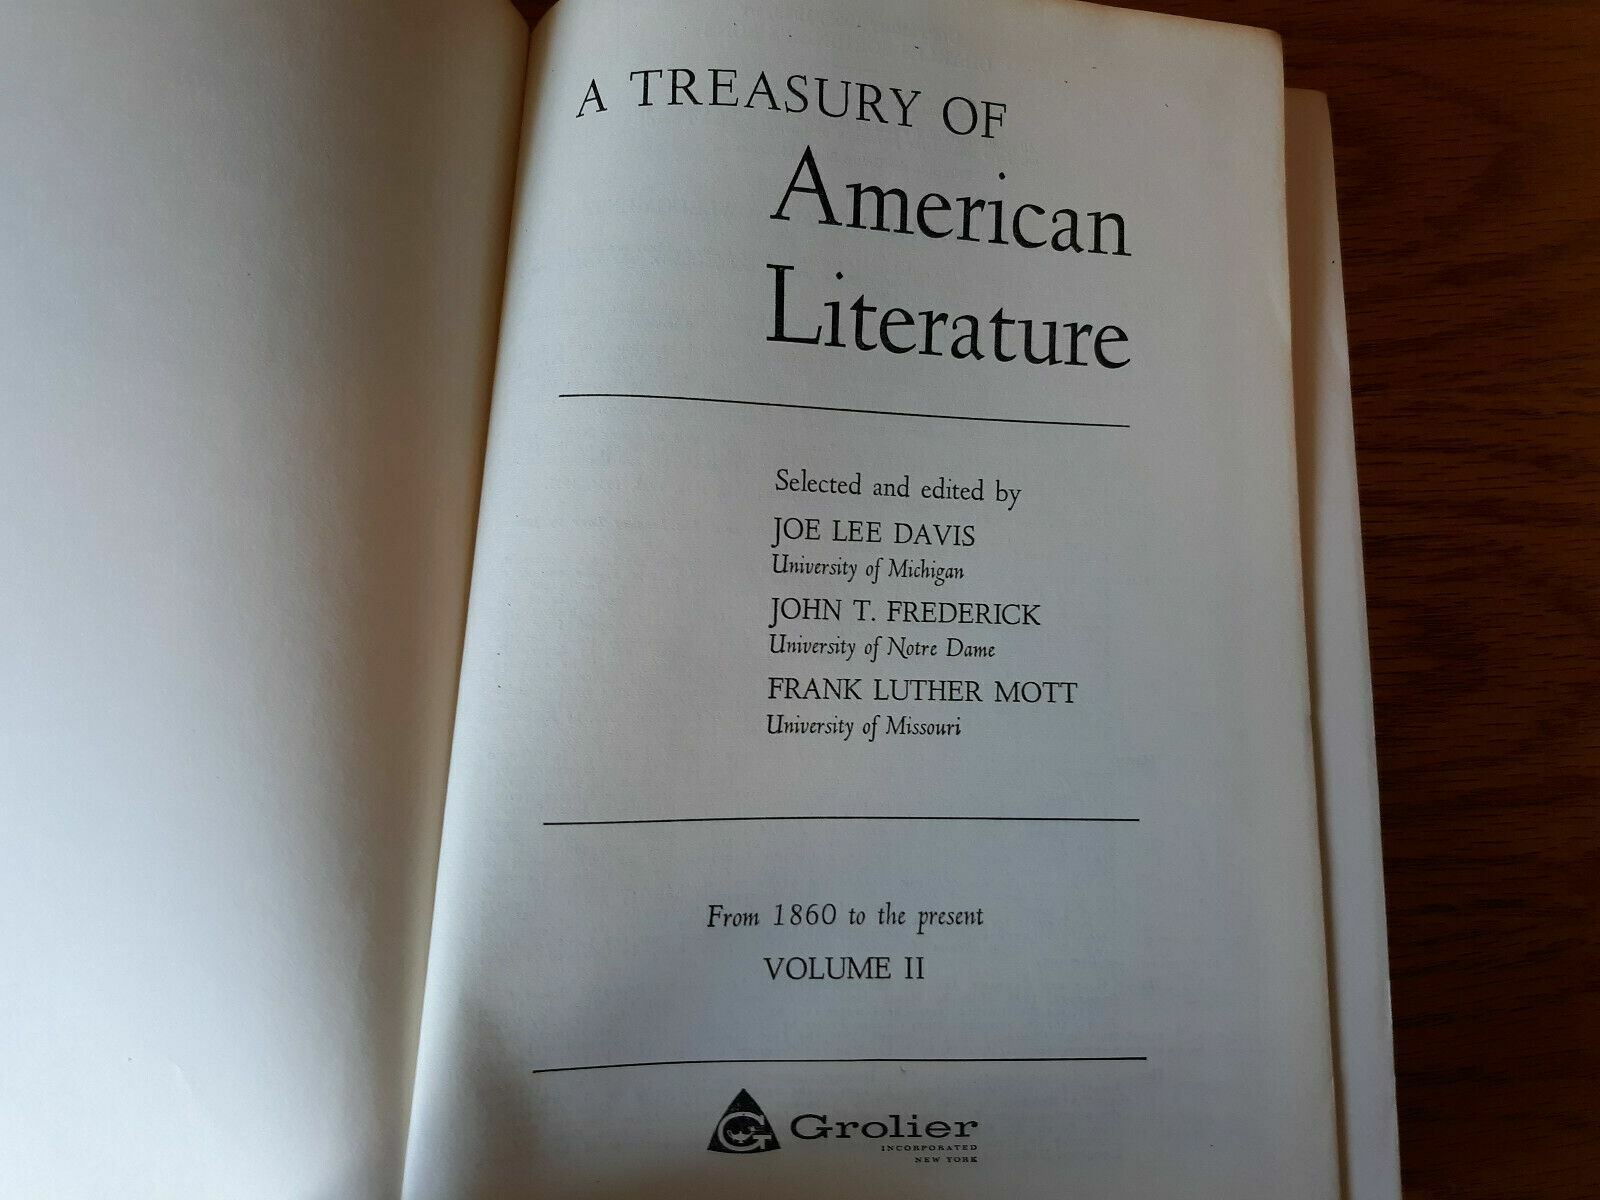 A TREASURY OF
American
Literature
Selected and edited by
JOE LEE DAVIS
University of Michigan
JOHN T. FREDERICK
University of Notre Dame
FRANK LUTHER MOTT
University of Missouri
From 1860 to the present
VOLUME II
G Grolier
INCORPORATED
NEW YORK